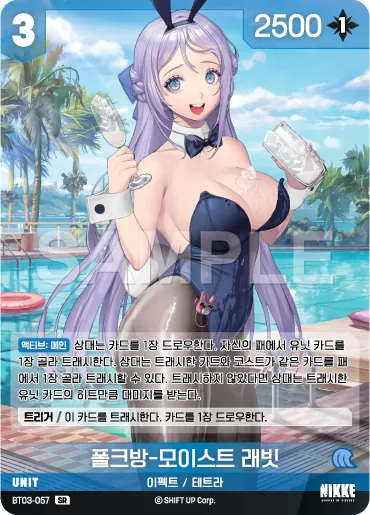 3
2500
1
SAMPLE
액티브: 메인 상대는 카드를 1장 드로우한다. 자신의 패에서 유닛 카드를
1장 골라 트래시한다. 상대는 트래시한 카드와 코스트가 같은 카드를 패
에서 1장 골라 트래시할 수 있다. 트래시하지 않았다면 상대는 트래시한
유닛 카드의 히트만큼 대미지를 받는다.
트리거 / 이 카드를 트래시한다. 카드를 1장 드로우한다.
폴크방-모이스트 래빗
UNIT
이펙트 / 테트라
BT03-057 SR
© SHIFT UP Corp.
NIKKE